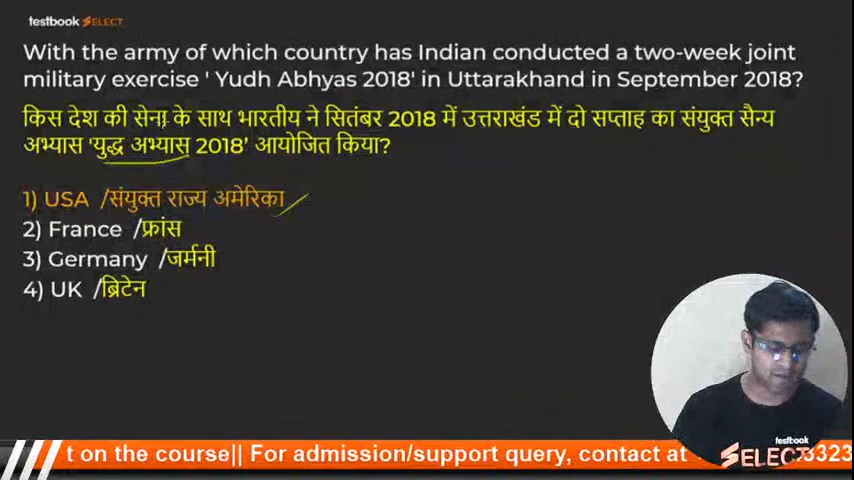 testbook SELECT
With the army of which country has Indian conducted a two-week joint
military exercise ' Yudh Abhyas 2018' in Uttarakhand in September 2018?
किस देश की सेना के साथ भारतीय ने सितंबर 2018 में उत्तराखंड में दो सप्ताह का संयुक्त सैन्य
अभ्यास 'युद्ध अभ्यास 2018' आयोजित किया?
1) USA /संयुक्त राज्य अमेरिका
2) France /फ्रांस
3) Germany /जर्मनी
4) UK /ब्रिटेन
testbook
SELECT
t on the course|| For admission/support query, contact at